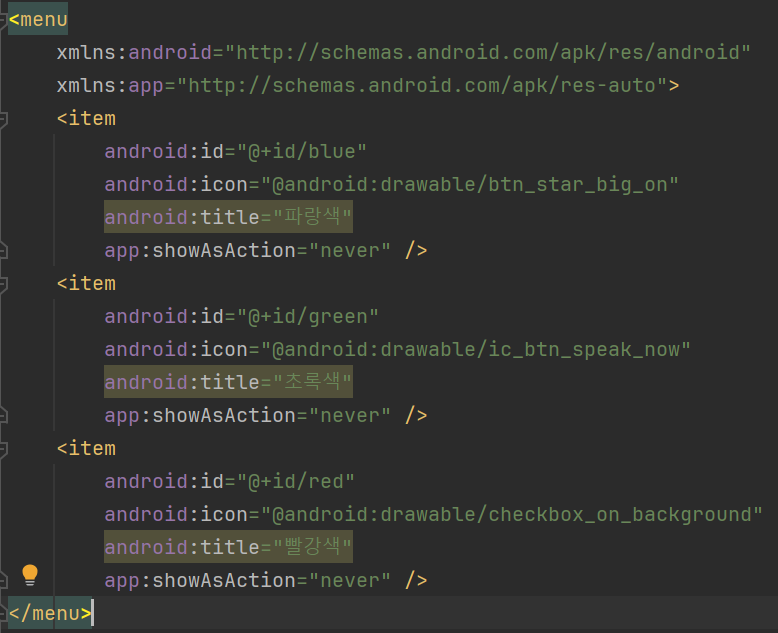 <menu
xmlns:android="http://schemas.android.com/apk/res/android"
xmlns:app="http://schemas.android.com/apk/res-auto">
<item
android:id="@+id/blue"
android:icon="@android:drawable/btn_star_big_on"
android:title="파랑색"
app:showAsAction="never" />
<item
android:id="@+id/green"
android:icon="@android:drawable/ic_btn_speak_now"
android:title="초록색"
app:showAsAction="never" />
<item
android:id="@+id/red"
android:icon="@android:drawable/checkbox_on_background"
android:title="빨강색"
app:showAsAction="never" />
</menu>